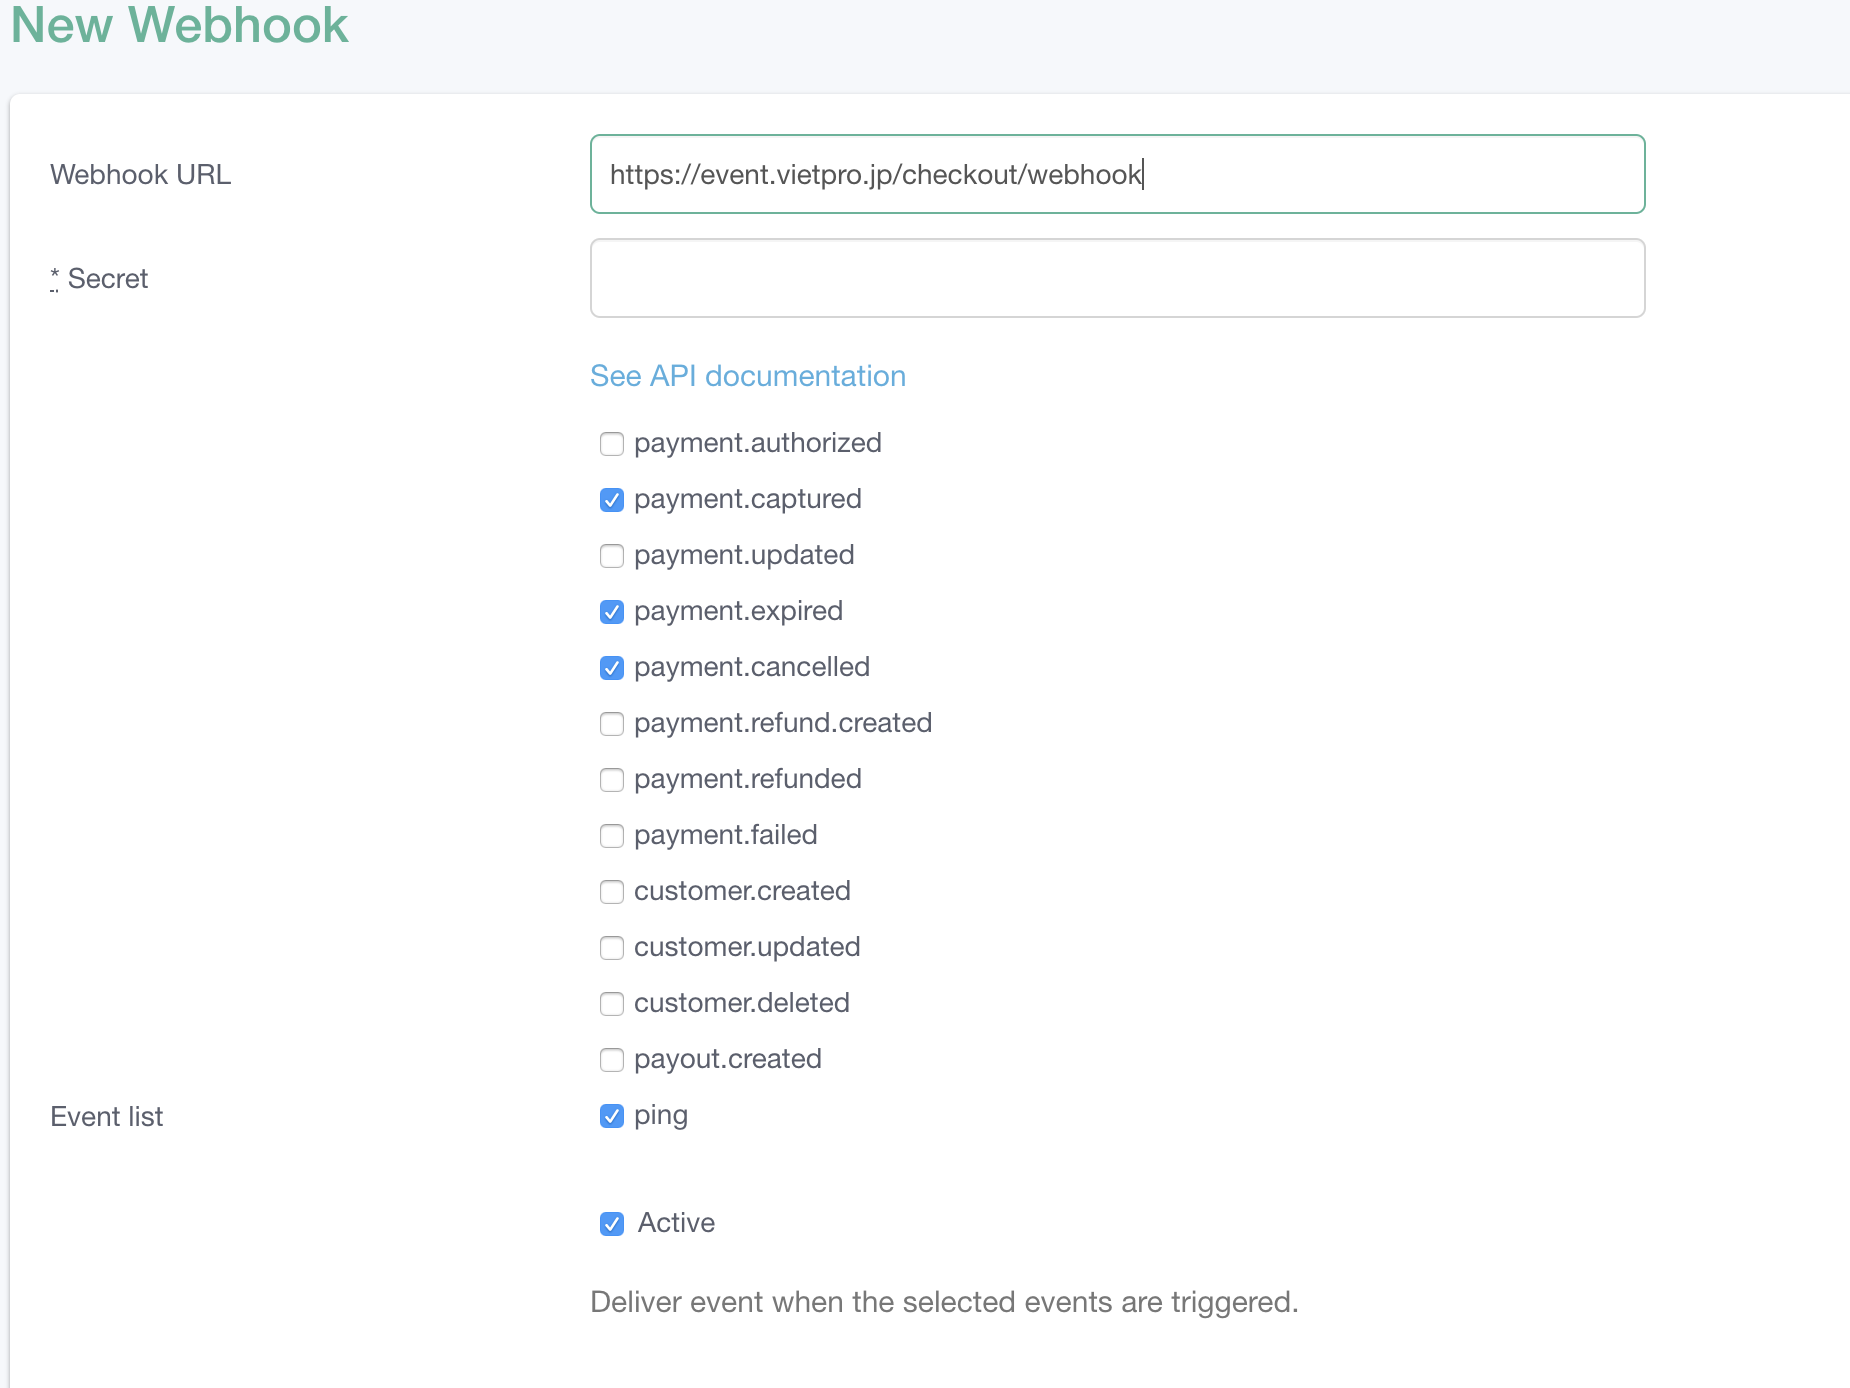 New Webhook
Webhook URL
https://event.vietpro.jp/checkout/webhook
* Secret
See API documentation
payment.authorized
payment.captured
payment.updated
payment.expired
payment.cancelled
payment.refund.created
payment.refunded
payment.failed
customer.created
customer.updated
customer.deleted
payout.created
Event list
ping
Active
Deliver event when the selected events are triggered.